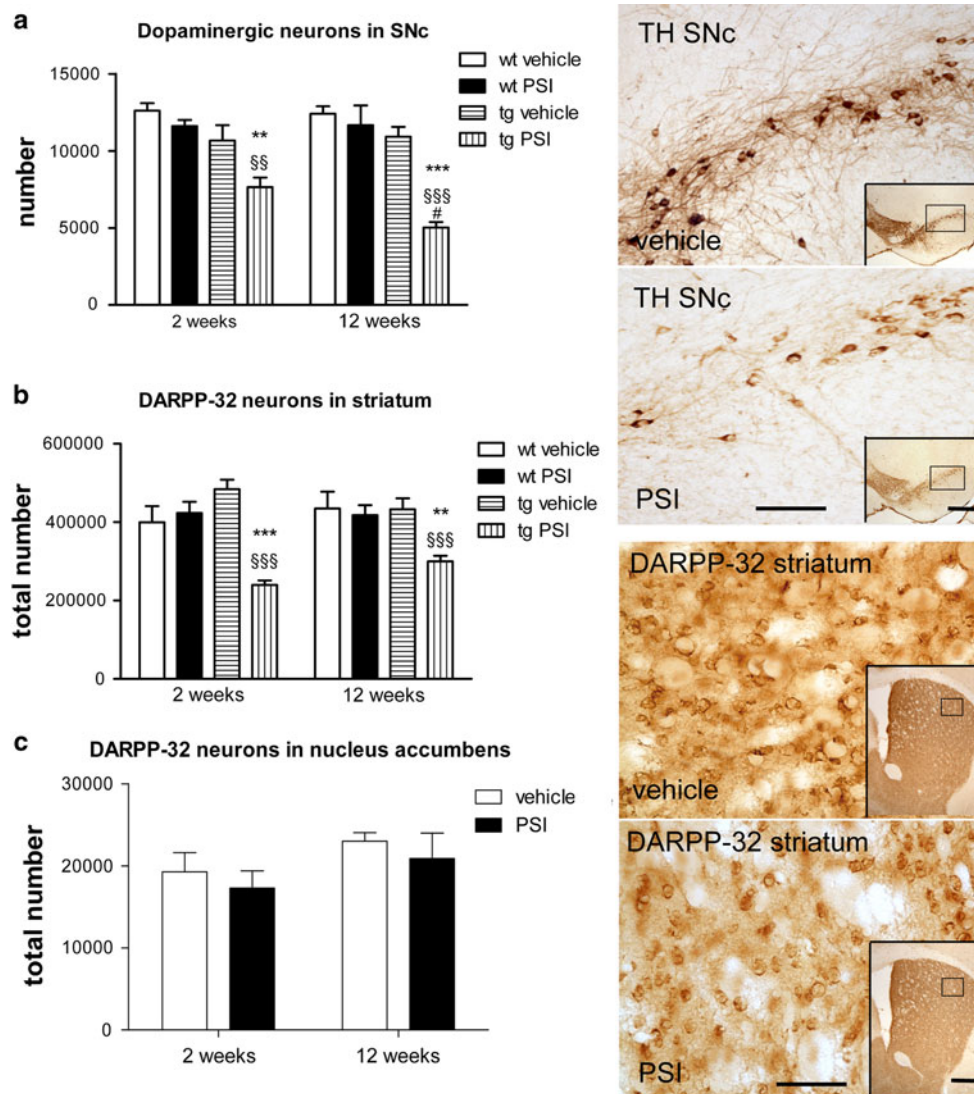 a
Dopaminergic neurons in SNc
number
15000
10000
5000
0
wt vehicle
wt PSI
tg vehicle
tg PSI
**
§§
***
§§§
#
2 weeks
12 weeks
TH SNc
vehicle
TH SNc
PSI
b
DARPP-32 neurons in striatum
total number
600000
400000
200000
0
wt vehicle
wt PSI
tg vehicle
tg PSI
***
§§§
**
§§§
2 weeks
12 weeks
DARPP-32 striatum
vehicle
c
DARPP-32 neurons in nucleus accumbens
total number
30000
20000
10000
0
vehicle
PSI
2 weeks
12 weeks
DARPP-32 striatum
PSI